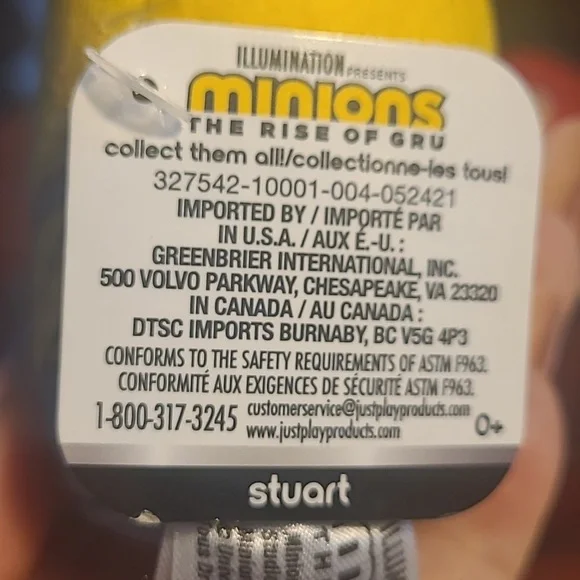 ILLUMINATION PRESENTS
minions
THE RISE OF GRU
collect them all!/collectionne-les tous!
327542-10001-004-052421
IMPORTED BY / IMPORTÉ PAR
IN U.S.A. / AUX É.-U. :
GREENBRIER INTERNATIONAL, INC.
500 VOLVO PARKWAY, CHESAPEAKE, VA 23320
IN CANADA / AU CANADA :
DTSC IMPORTS BURNABY, BC V5G 4P3
CONFORMS TO THE SAFETY REQUIREMENTS OF ASTM F963.
CONFORMITÉ AUX EXIGENCES DE SÉCURITÉ ASTM F963.
1-800-317-3245 customerservice@justplayproducts.com
www.justplayproducts.com 0+
stuart